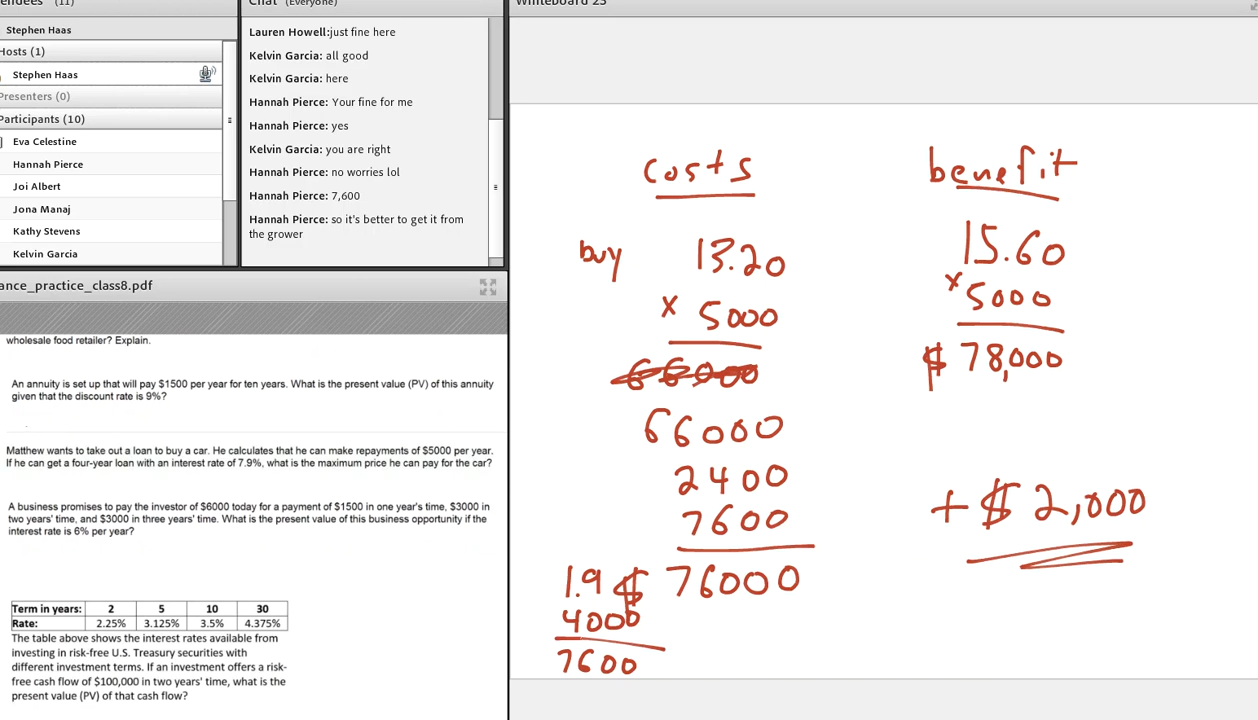 endees (11)
Stephen Haas
Hosts (1)
Stephen Haas
Presenters (0)
Participants (10)
Eva Celestine
Hannah Pierce
Joi Albert
Jona Manaj
Kathy Stevens
Kelvin Garcia
Chat (Everyone)
Lauren Howell:just fine here
Kelvin Garcia: all good
Kelvin Garcia: here
Hannah Pierce: Your fine for me
Hannah Pierce: yes
Kelvin Garcia: you are right
Hannah Pierce: no worries lol
Hannah Pierce: 7,600
Hannah Pierce: so it's better to get it from
the grower
ance_practice_class8.pdf
wholesale food retailer? Explain.
An annuity is set up that will pay $1500 per year for ten years. What is the present value (PV) of this annuity
given that the discount rate is 9%?
Matthew wants to take out a loan to buy a car. He calculates that he can make repayments of $5000 per year.
If he can get a four-year loan with an interest rate of 7.9%, what is the maximum price he can pay for the car?
A business promises to pay the investor of $6000 today for a payment of $1500 in one year's time, $3000 in
two years' time, and $3000 in three years' time. What is the present value of this business opportunity if the
interest rate is 6% per year?
Term in years: 2 5 10 30
Rate: 2.25% 3.125% 3.5% 4.375%
The table above shows the interest rates available from
investing in risk-free U.S. Treasury securities with
different investment terms. If an investment offers a risk-
free cash flow of $100,000 in two years' time, what is the
present value (PV) of that cash flow?
Whiteboard 23
costs
buy 13.20
x 5000
66000
66000
2400
7600
$ 76000
1.9
4000
7600
benefit
15.60
x 5000
$ 78,000
+ $ 2,000